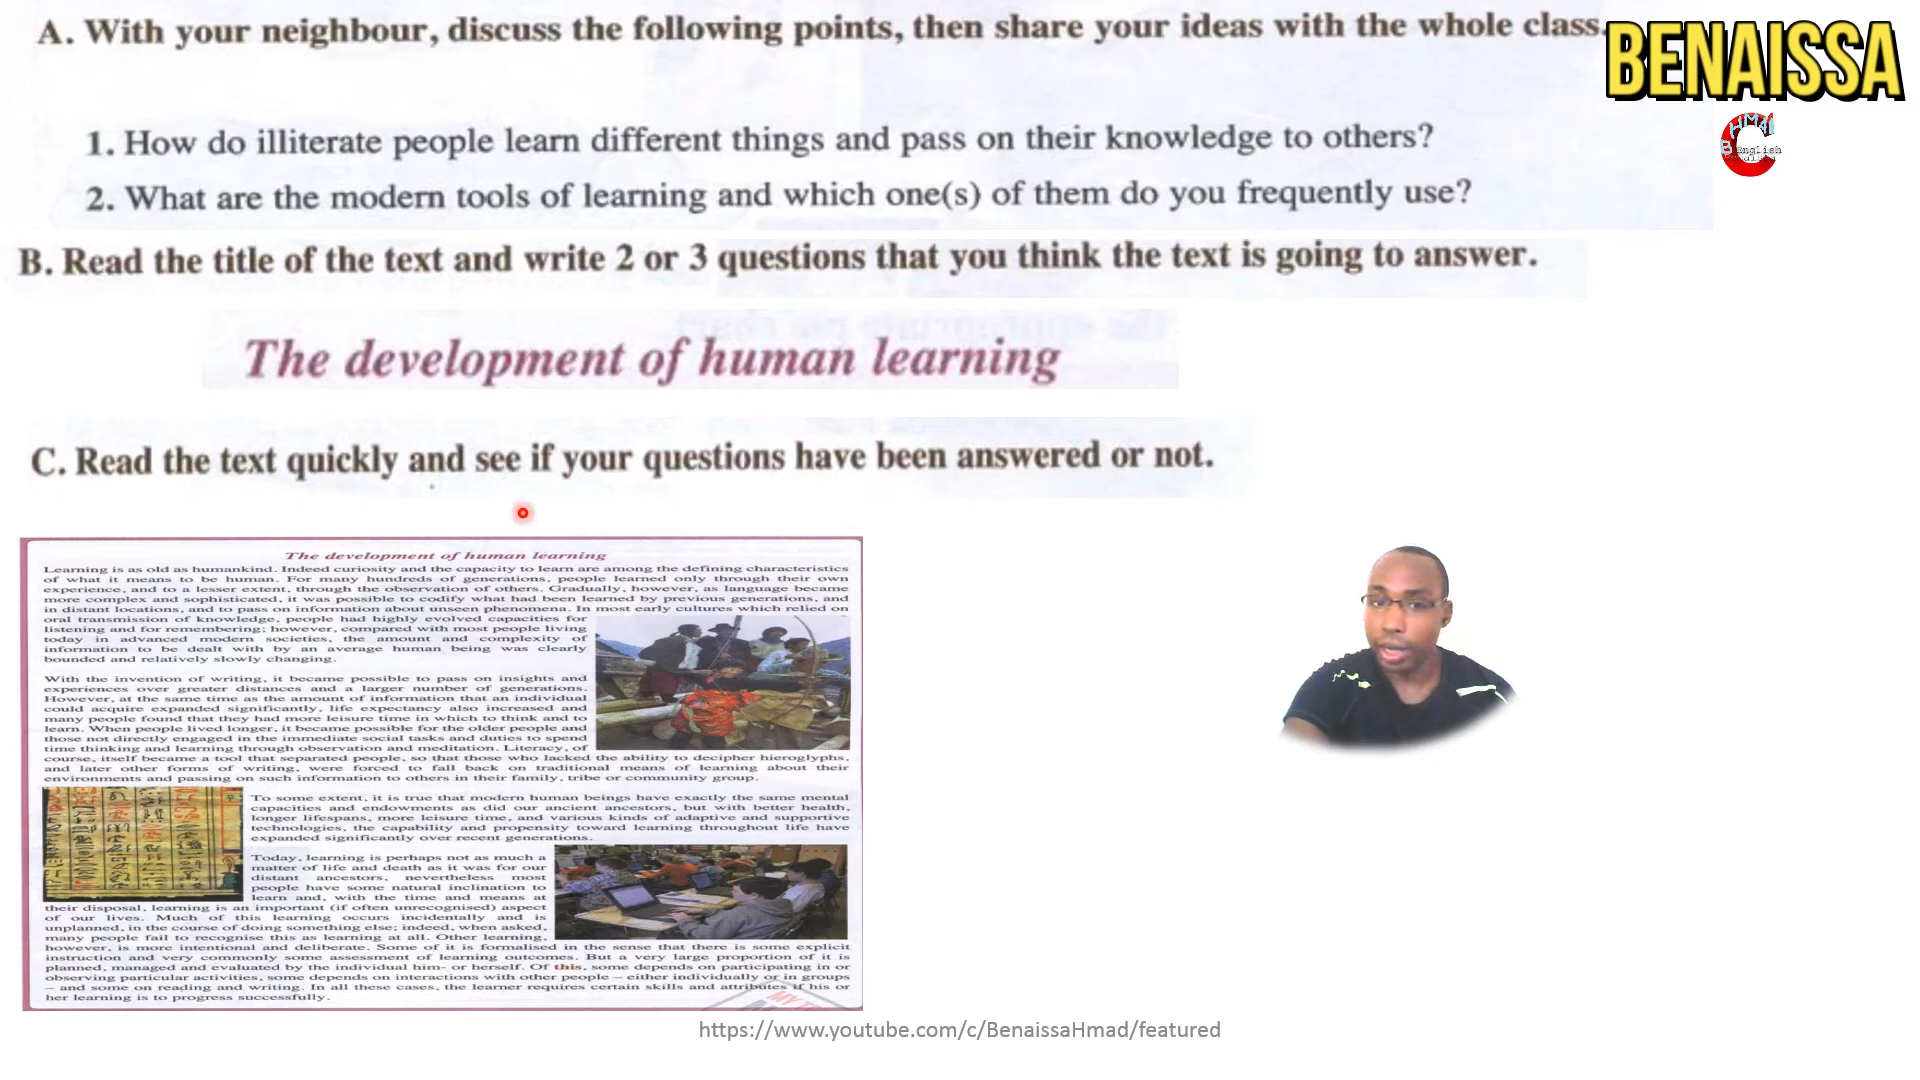 A. With your neighbour, discuss the following points, then share your ideas with the whole class.
BENAISSA
HMA
English
1. How do illiterate people learn different things and pass on their knowledge to others?
2. What are the modern tools of learning and which one(s) of them do you frequently use?
B. Read the title of the text and write 2 or 3 questions that you think the text is going to answer.
The development of human learning
C. Read the text quickly and see if your questions have been answered or not.
The development of human learning
Learning is as old as humankind. Indeed curiosity and the capacity to learn are among the defining characteristics
of what it means to be human. For many hundreds of generations, people learned only through their own
experience, and to a lesser extent, through the observation of others. Gradually, however, as language became
more complex and sophisticated, it was possible to codify what had been learned by previous generations, and
in distant locations, and to pass on information about unseen phenomena. In most early cultures which relied on
oral transmission of knowledge, people had highly evolved capacities for
listening and for remembering; however, compared with most people living
today in advanced modern societies, the amount and complexity of
information to be dealt with by an average human being was clearly
bounded and relatively slowly changing.
With the invention of writing, it became possible to pass on insights and
experiences over greater distances and a larger number of generations.
However, at the same time as the amount of information that an individual
could acquire expanded significantly, life expectancy also increased and
many people found that they had more leisure time in which to think and to
learn. When people lived longer, it became possible for the older people and
those not directly engaged in the immediate social tasks and duties to spend
time thinking and learning through observation and meditation. Literacy, of
course, itself became a tool that separated people, so that those who lacked the ability to decipher hieroglyphs,
and later other forms of writing, were forced to fall back on traditional means of learning about their
environments and passing on such information to others in their family, tribe or community group.
To some extent, it is true that modern human beings have exactly the same mental
capacities and endowments as did our ancient ancestors, but with better health,
longer lifespans, more leisure time, and various kinds of adaptive and supportive
technologies, the capability and propensity toward learning throughout life have
expanded significantly over recent generations.
Today, learning is perhaps not as much a
matter of life and death as it was for our
distant ancestors, nevertheless most
people have some natural inclination to
learn and, with the time and means at
their disposal, learning is an important (if often unrecognised) aspect
of our lives. Much of this learning occurs incidentally and is
unplanned, in the course of doing something else; indeed, when asked,
many people fail to recognise this as learning at all. Other learning,
however, is more intentional and deliberate. Some of it is formalised in the sense that there is some explicit
instruction and very commonly some assessment of learning outcomes. But a very large proportion of it is
planned, managed and evaluated by the individual him- or herself. Of this, some depends on participating in or
observing particular activities, some depends on interactions with other people – either individually or in groups
– and some on reading and writing. In all these cases, the learner requires certain skills and attributes if his or
her learning is to progress successfully.
https://www.youtube.com/c/BenaissaHmad/featured